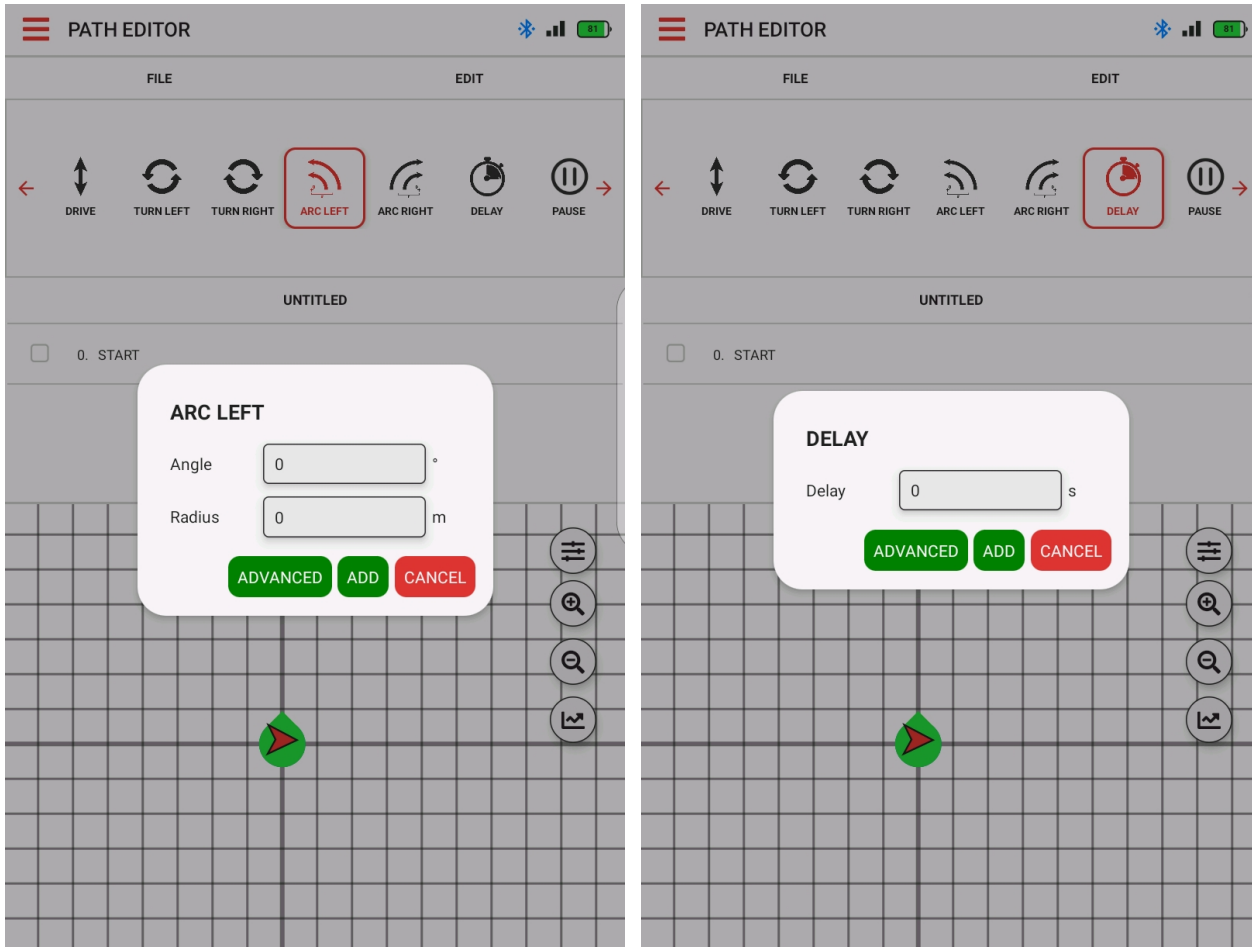 PATH EDITOR
81
FILE EDIT
DRIVE TURN LEFT TURN RIGHT ARC LEFT ARC RIGHT DELAY PAUSE
UNTITLED
0. START
ARC LEFT
Angle 0 °
Radius 0 m
ADVANCED ADD CANCEL
PATH EDITOR
81
FILE EDIT
DRIVE TURN LEFT TURN RIGHT ARC LEFT ARC RIGHT DELAY PAUSE
UNTITLED
0. START
DELAY
Delay 0 s
ADVANCED ADD CANCEL